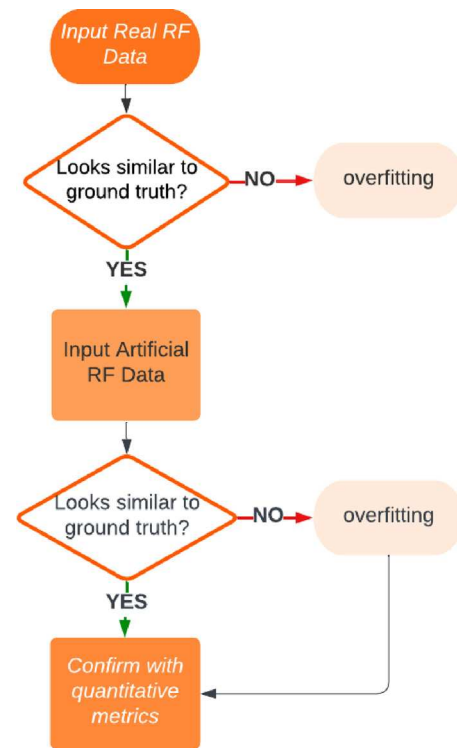 Input Real RF
Data
Looks similar to
ground truth?
NO
overfitting
YES
Input Artificial
RF Data
Looks similar to
ground truth?
NO
overfitting
YES
Confirm with
quantitative
metrics